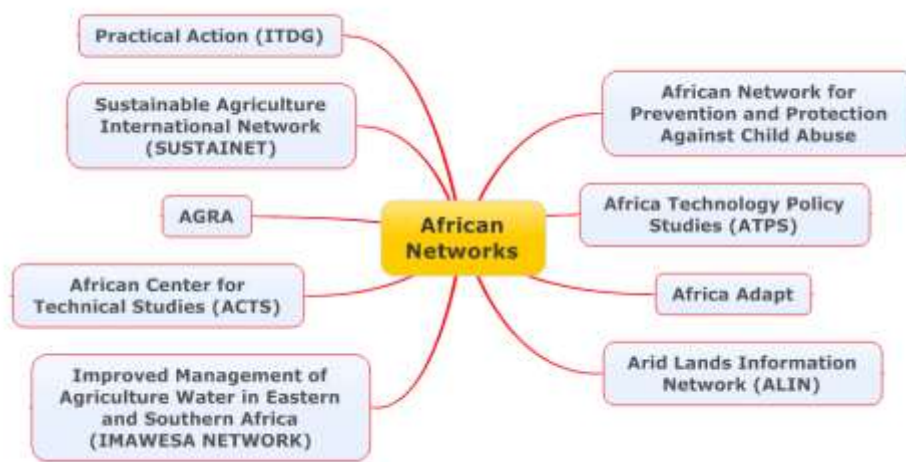 Practical Action (ITDG)
Sustainable Agriculture
International Network
(SUSTAINET)
AGRA
African Center for
Technical Studies (ACTS)
Improved Management of
Agriculture Water in Eastern
and Southern Africa
(IMAWESA NETWORK)
African
Networks
African Network for
Prevention and Protection
Against Child Abuse
Africa Technology Policy
Studies (ATPS)
Africa Adapt
Arid Lands Information
Network (ALIN)